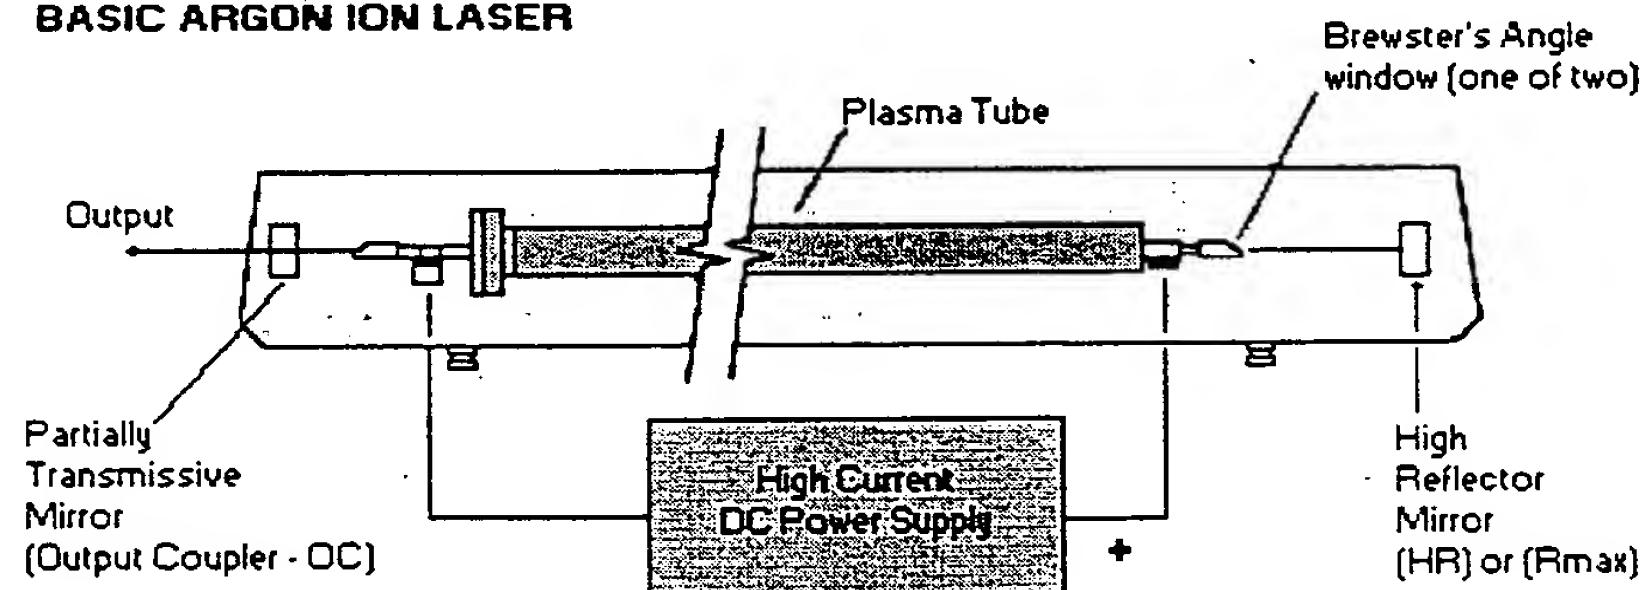 BASIC ARGON ION LASER
Brewster's Angle
window (one of two)
Plasma Tube
Output
Partially
Transmissive
Mirror
(Output Coupler - OC)
High Current
DC Power Supply
+
High
Reflector
Mirror
(HR) or (Rmax)